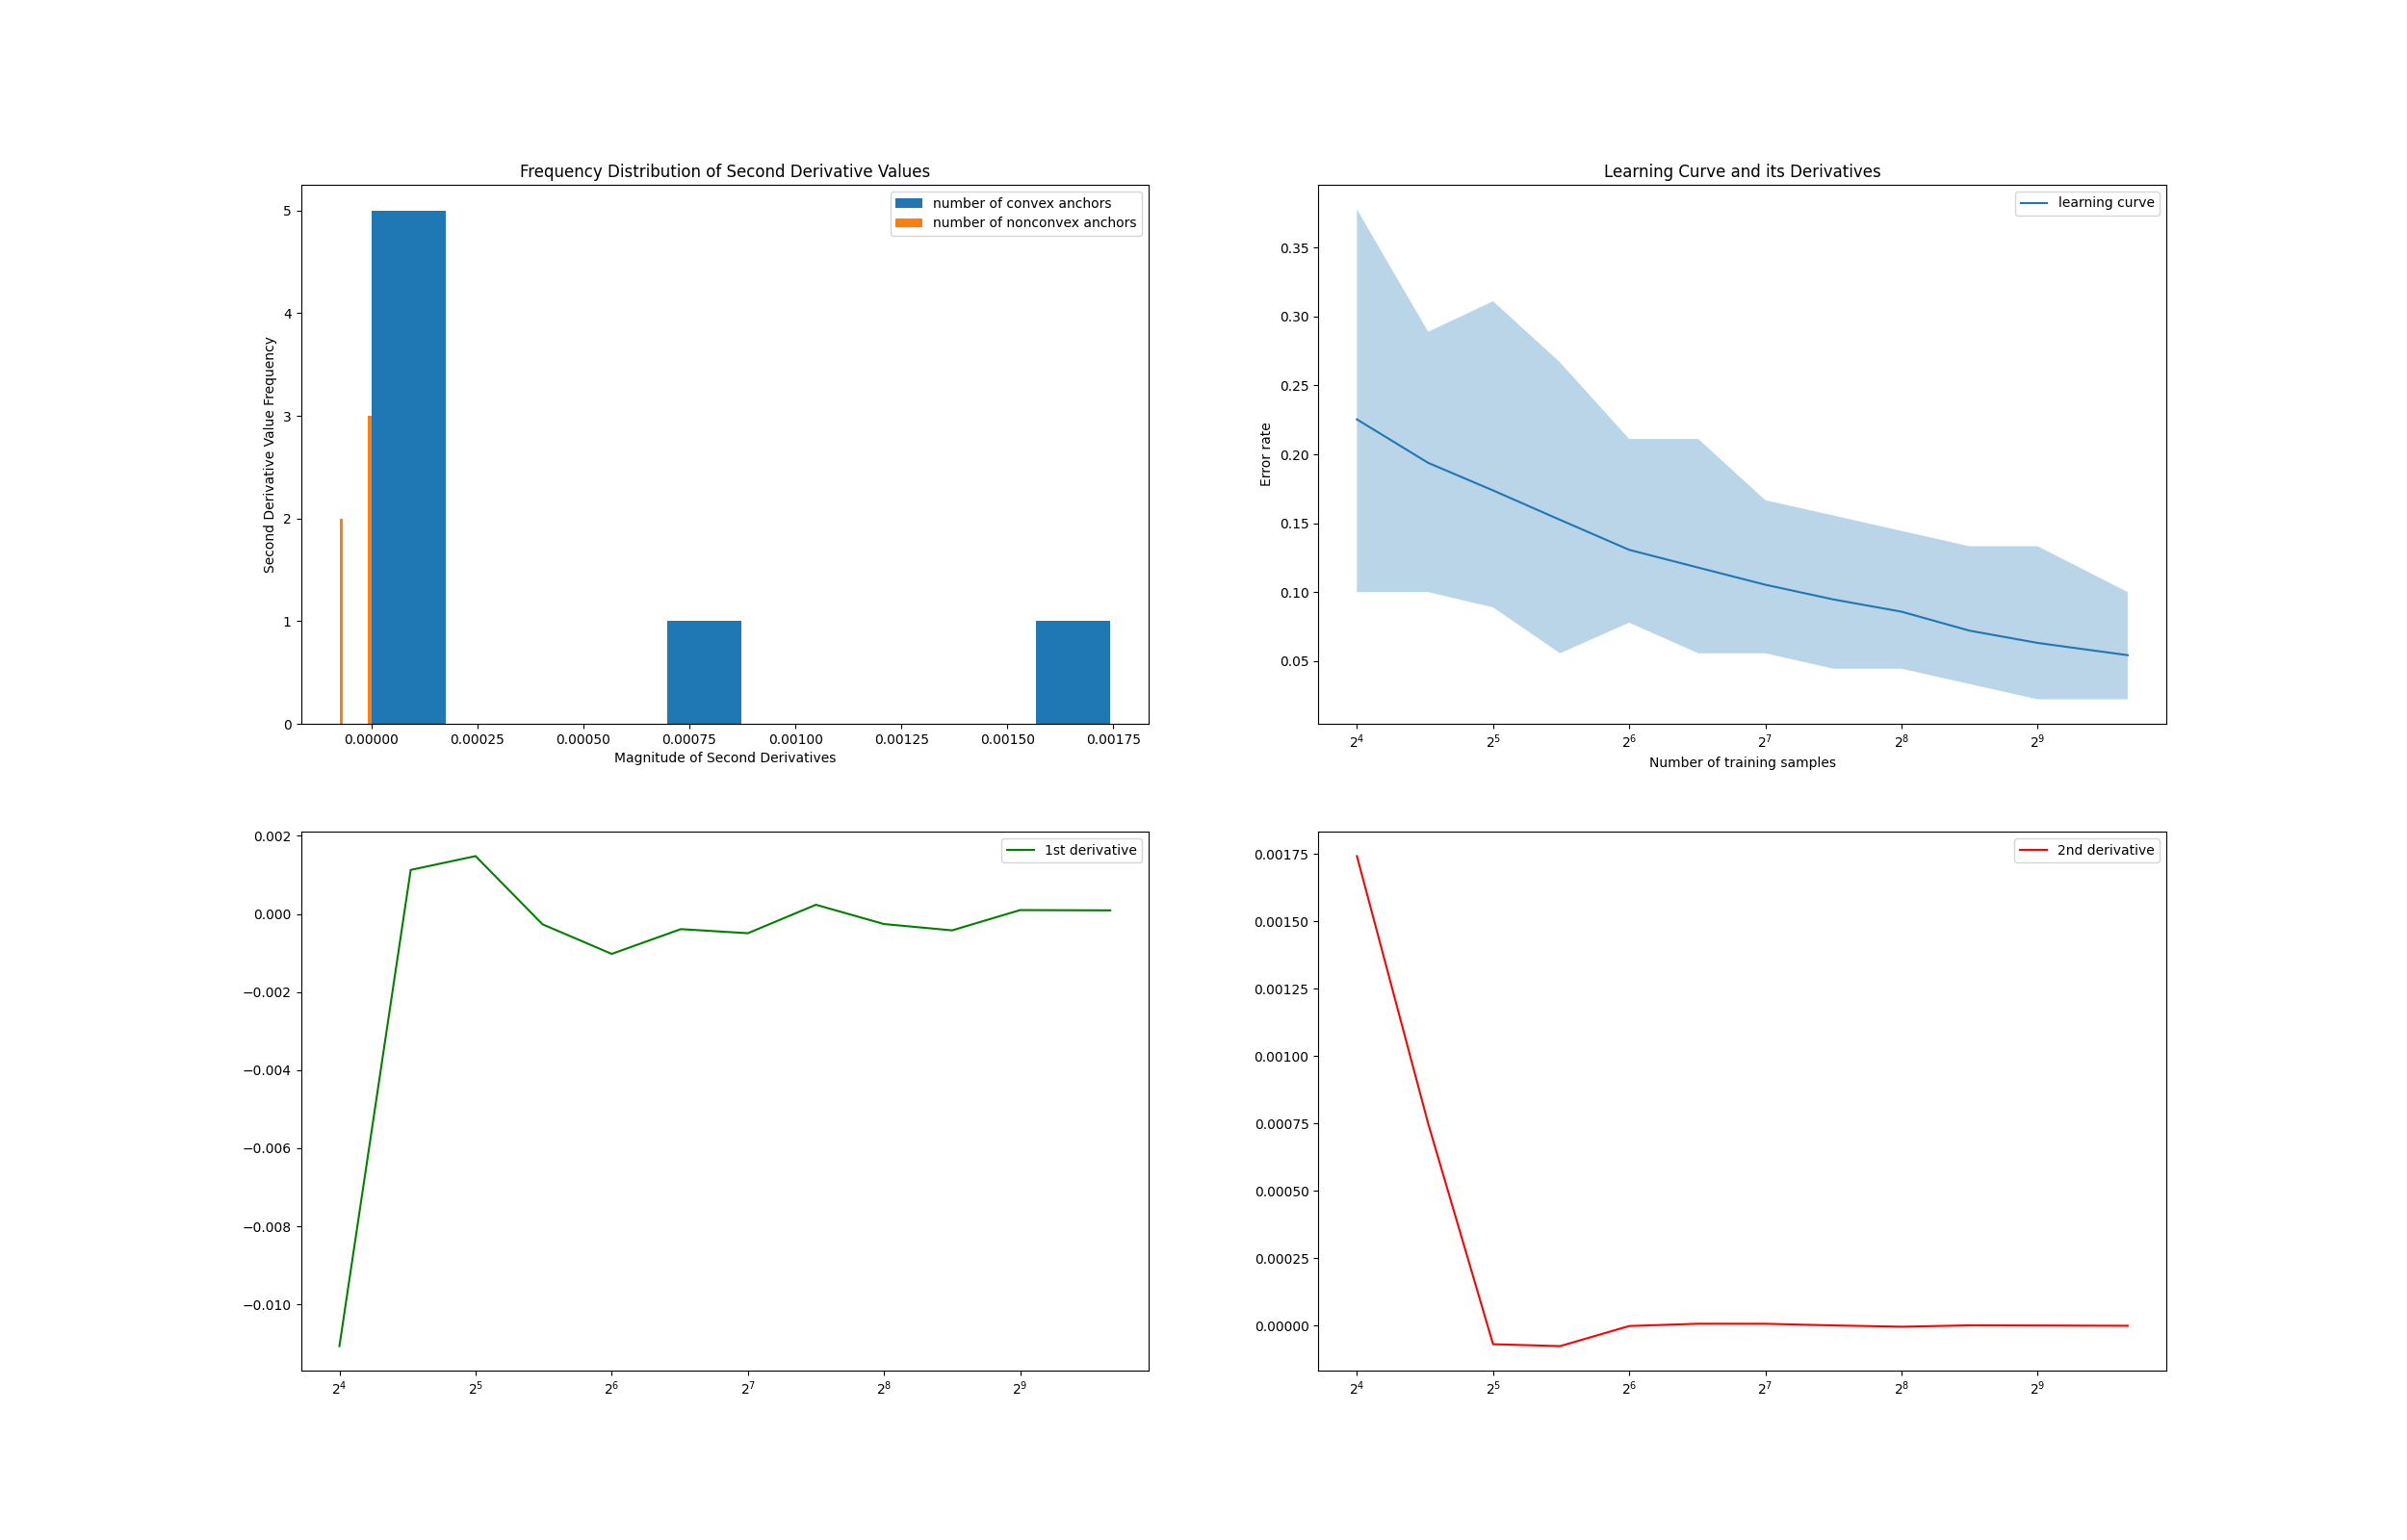 Frequency Distribution of Second Derivative Values
number of convex anchors
number of nonconvex anchors
5
4
3
2
1
0
Second Derivative Value Frequency
0.00000 0.00025 0.00050 0.00075 0.00100 0.00125 0.00150 0.00175
Magnitude of Second Derivatives
Learning Curve and its Derivatives
learning curve
0.35
0.30
0.25
0.20
0.15
0.10
0.05
Error rate
2⁴ 2⁵ 2⁶ 2⁷ 2⁸ 2⁹
Number of training samples
1st derivative
0.002
0.000
−0.002
−0.004
−0.006
−0.008
−0.010
2⁴ 2⁵ 2⁶ 2⁷ 2⁸ 2⁹
2nd derivative
0.00175
0.00150
0.00125
0.00100
0.00075
0.00050
0.00025
0.00000
2⁴ 2⁵ 2⁶ 2⁷ 2⁸ 2⁹